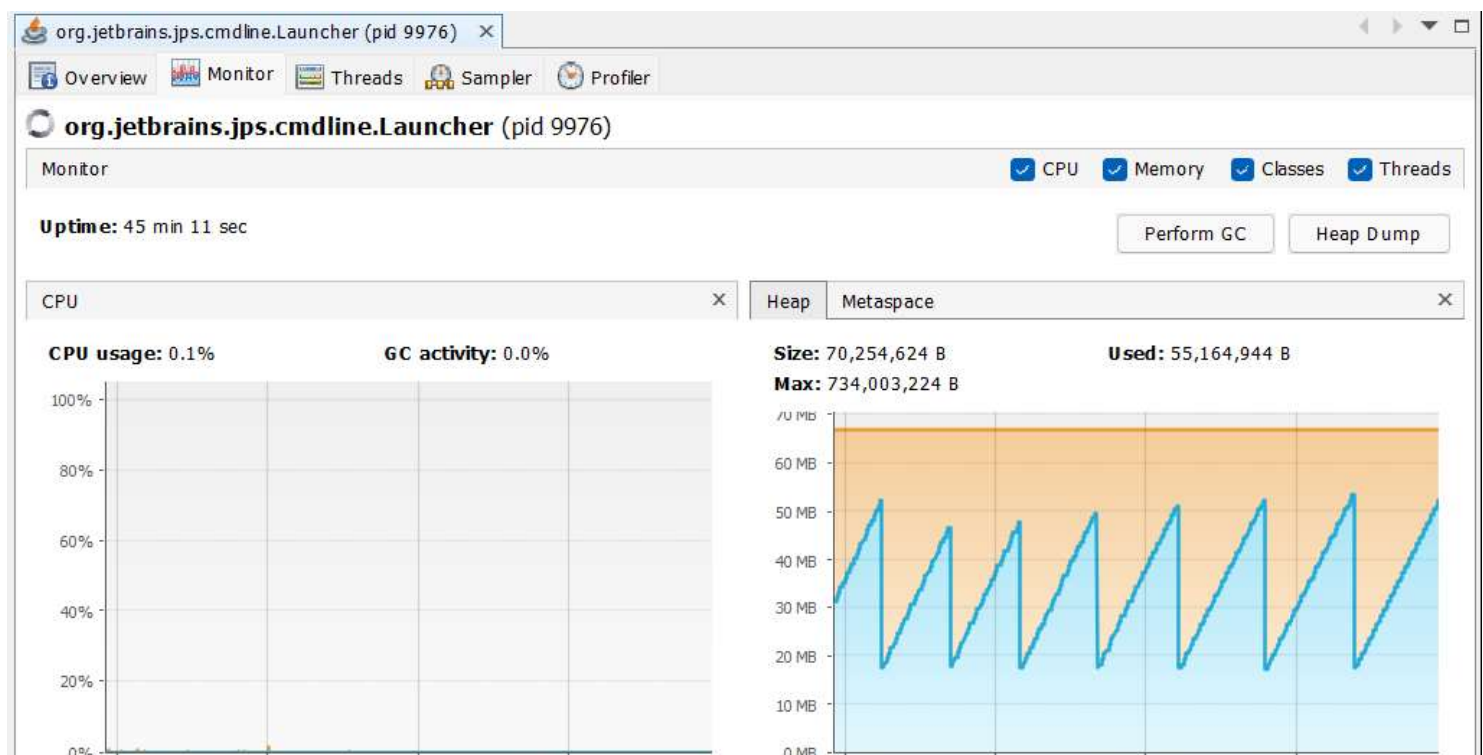 org.jetbrains.jps.cmdline.Launcher (pid 9976)
Overview Monitor Threads Sampler Profiler
org.jetbrains.jps.cmdline.Launcher (pid 9976)
Monitor CPU Memory Classes Threads
Uptime: 45 min 11 sec Perform GC Heap Dump
CPU Heap Metaspace
CPU usage: 0.1% GC activity: 0.0%
Size: 70,254,624 B Used: 55,164,944 B
Max: 734,003,224 B
100%
80%
60%
40%
20%
0%
70 MB
60 MB
50 MB
40 MB
30 MB
20 MB
10 MB
0 MB